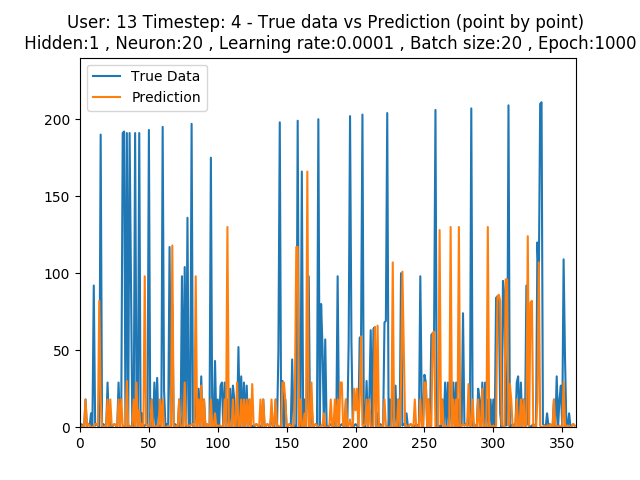 User: 13 Timestep: 4 - True data vs Prediction (point by point)
Hidden:1 , Neuron:20 , Learning rate:0.0001 , Batch size:20 , Epoch:1000
True Data
Prediction
200
150
100
50
0
0 50 100 150 200 250 300 350